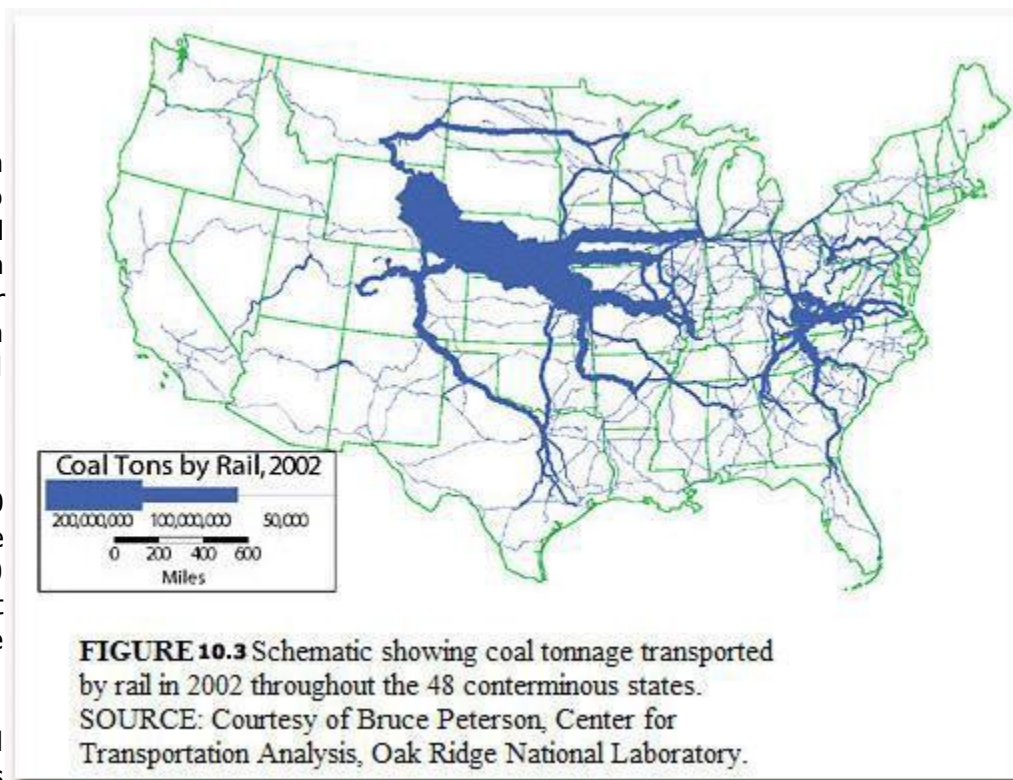 Coal Tons by Rail, 2002
200,000,000 100,000,000 50,000
0 200 400 600
Miles
FIGURE 10.3 Schematic showing coal tonnage transported
by rail in 2002 throughout the 48 conterminous states.
SOURCE: Courtesy of Bruce Peterson, Center for
Transportation Analysis, Oak Ridge National Laboratory.